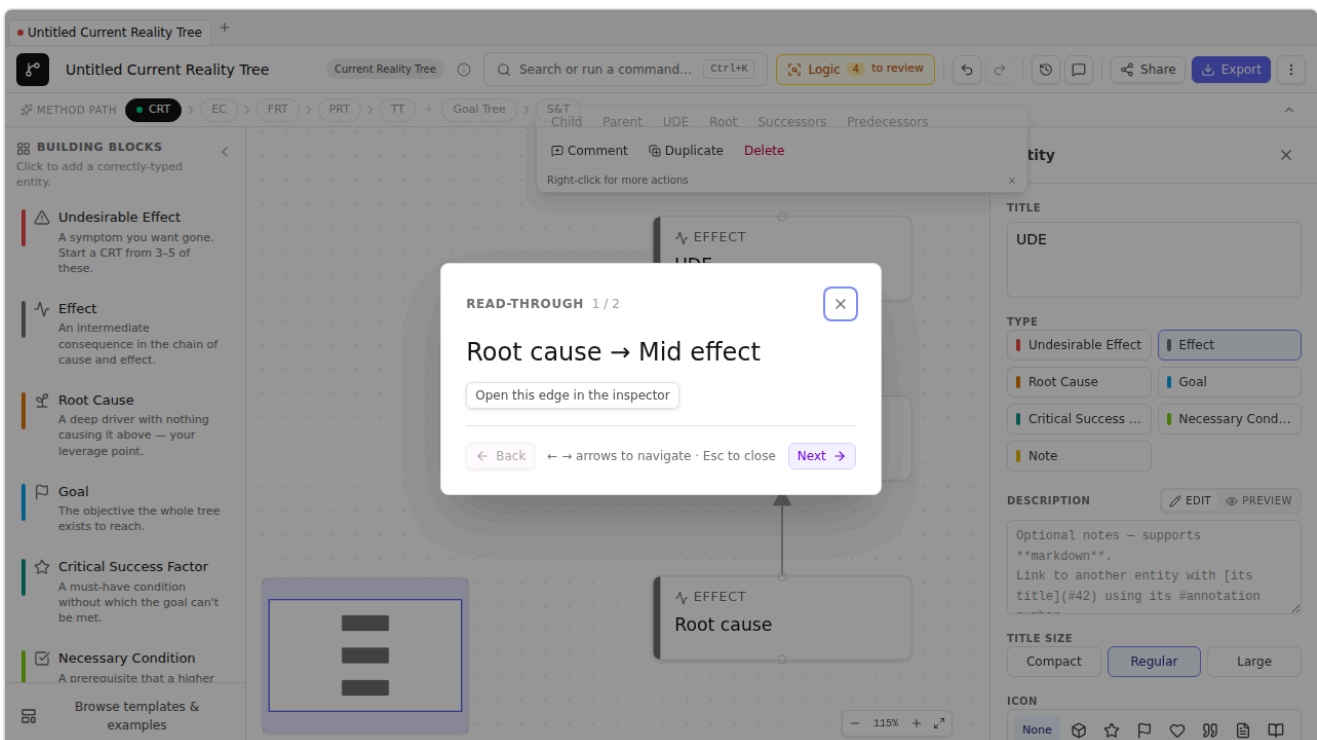 Untitled Current Reality Tree
Untitled Current Reality Tree
Current Reality Tree
Search or run a command... Ctrl+K
Logic 4 to review
Share
Export
METHOD PATH CRT > EC > FRT > PRT > TT + Goal Tree > S&T
BUILDING BLOCKS
Click to add a correctly-typed
entity.
Undesirable Effect
A symptom you want gone.
Start a CRT from 3–5 of
these.
Effect
An intermediate
consequence in the chain of
cause and effect.
Root Cause
A deep driver with nothing
causing it above — your
leverage point.
Goal
The objective the whole tree
exists to reach.
Critical Success Factor
A must-have condition
without which the goal can't
be met.
Necessary Condition
A prerequisite that a higher
Browse templates &
examples
Child Parent UDE Root Successors Predecessors
Comment Duplicate Delete
Right-click for more actions ×
EFFECT
UDE
READ-THROUGH 1 / 2
Root cause → Mid effect
Open this edge in the inspector
← Back ← → arrows to navigate · Esc to close Next →
EFFECT
Root cause
− 115% +
tity
TITLE
UDE
TYPE
Undesirable Effect Effect
Root Cause Goal
Critical Success ... Necessary Cond...
Note
DESCRIPTION EDIT PREVIEW
Optional notes — supports
**markdown**.
Link to another entity with [its
title](#42) using its #annotation
number.
TITLE SIZE
Compact Regular Large
ICON
None